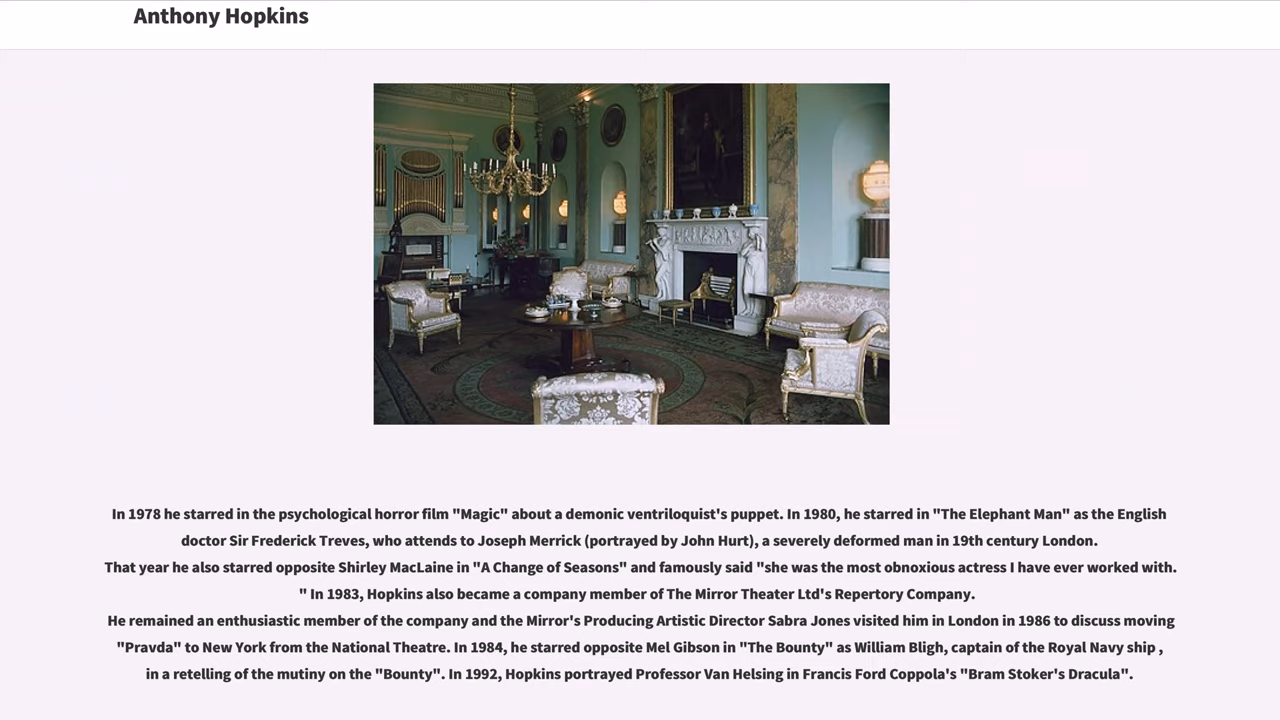 Anthony Hopkins
In 1978 he starred in the psychological horror film "Magic" about a demonic ventriloquist's puppet. In 1980, he starred in "The Elephant Man" as the English
doctor Sir Frederick Treves, who attends to Joseph Merrick (portrayed by John Hurt), a severely deformed man in 19th century London.
That year he also starred opposite Shirley MacLaine in "A Change of Seasons" and famously said "she was the most obnoxious actress I have ever worked with.
" In 1983, Hopkins also became a company member of The Mirror Theater Ltd's Repertory Company.
He remained an enthusiastic member of the company and the Mirror's Producing Artistic Director Sabra Jones visited him in London in 1986 to discuss moving
"Pravda" to New York from the National Theatre. In 1984, he starred opposite Mel Gibson in "The Bounty" as William Bligh, captain of the Royal Navy ship ,
in a retelling of the mutiny on the "Bounty". In 1992, Hopkins portrayed Professor Van Helsing in Francis Ford Coppola's "Bram Stoker's Dracula".